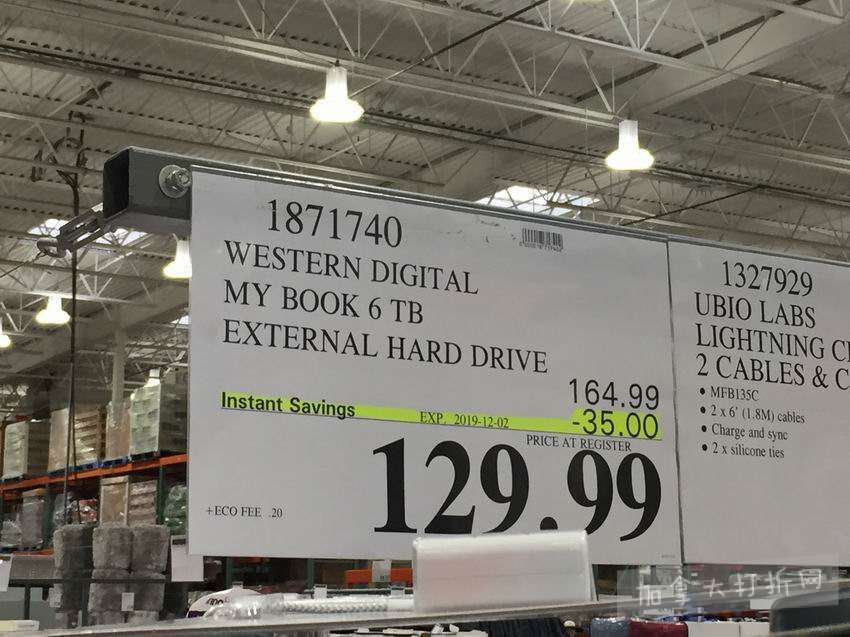 1871740
WESTERN DIGITAL
MY BOOK 6 TB
EXTERNAL HARD DRIVE
164.99
Instant Savings EXP. 2019-12-02 -35.00
PRICE AT REGISTER
129.99
+ECO FEE .20
1327929
UBIO LABS
LIGHTNING C
2 CABLES & C
• MFB135C
• 2 x 6' (1.8M) cables
• Charge and sync
• 2 x silicone ties
加拿大打折网